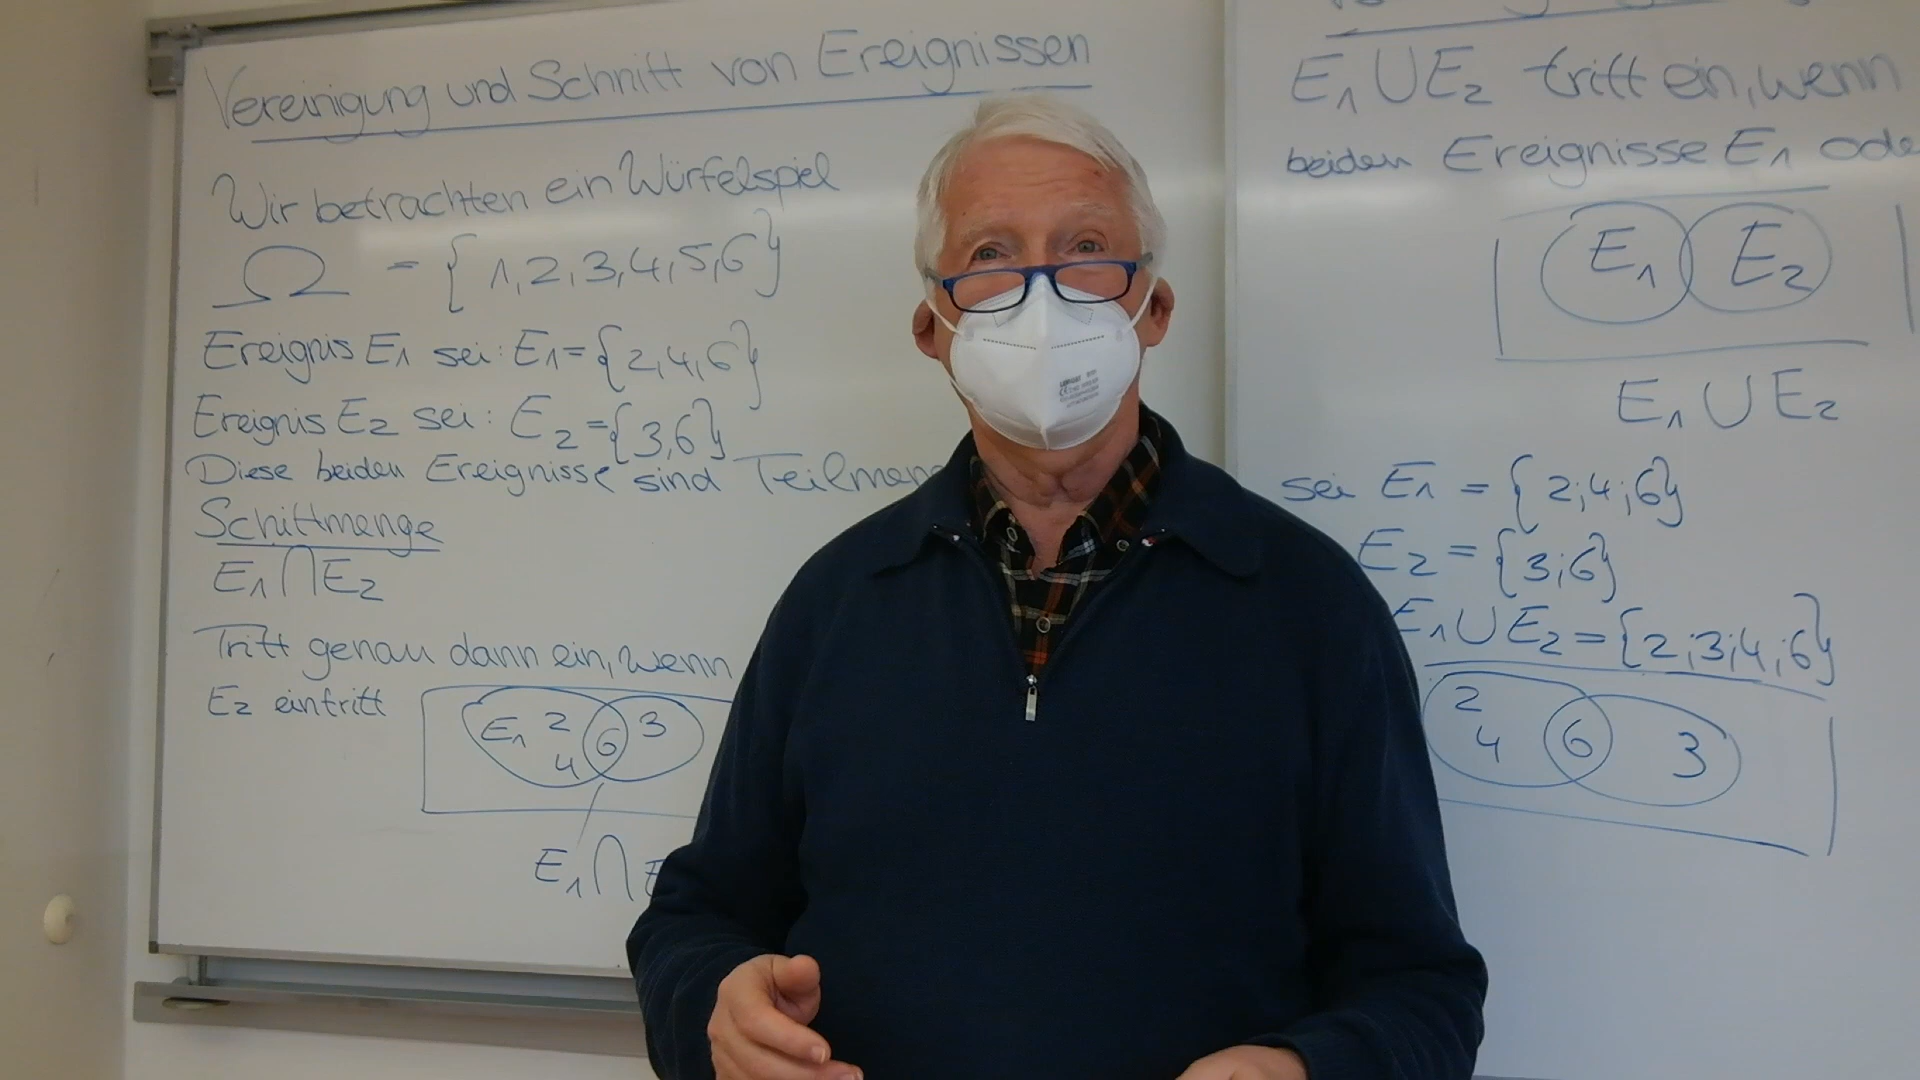 Vereinigung und Schnitt von Ereignissen
Wir betrachten ein Würfelspiel
Ω = { 1,2,3,4,5,6}
Ereignis E1 sei: E1={2,4,6}
Ereignis E2 sei: E2={3,6}
Diese beiden Ereignisse sind Teilmen
Schittmenge
E1⋂E2
Tritt genau dann ein, wenn
E2 eintritt
E1 2 6 3
4
E1⋂E
E1⋃E2 tritt ein, wenn
beiden Ereignisse E1 ode
E1 E2
E1⋃E2
sei E1 = {2;4;6}
E2 = {3;6}
E1⋃E2={2;3;4;6}
2
4 6 3